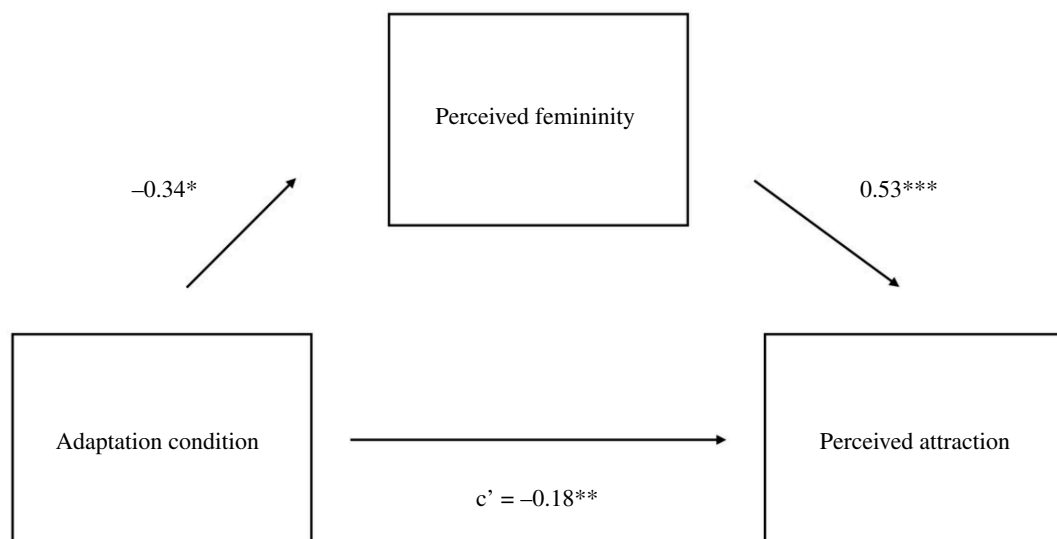 Perceived femininity
–0.34*
0.53***
Adaptation condition
Perceived attraction
c’ = –0.18**